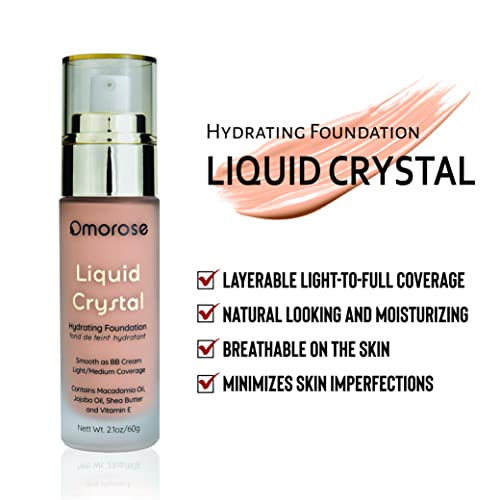 Omorose
Liquid
Crystal
Hydrating Foundation
fond de teint hydratant
Smooth as BB Cream
Light/Medium Coverage
Contains Macadamia Oil,
Jojoba Oil, Shea Butter
and Vitamin E
Nett Wt. 2.1oz/60g
HYDRATING FOUNDATION
LIQUID CRYSTAL
LAYERABLE LIGHT-TO-FULL COVERAGE
NATURAL LOOKING AND MOISTURIZING
BREATHABLE ON THE SKIN
MINIMIZES SKIN IMPERFECTIONS